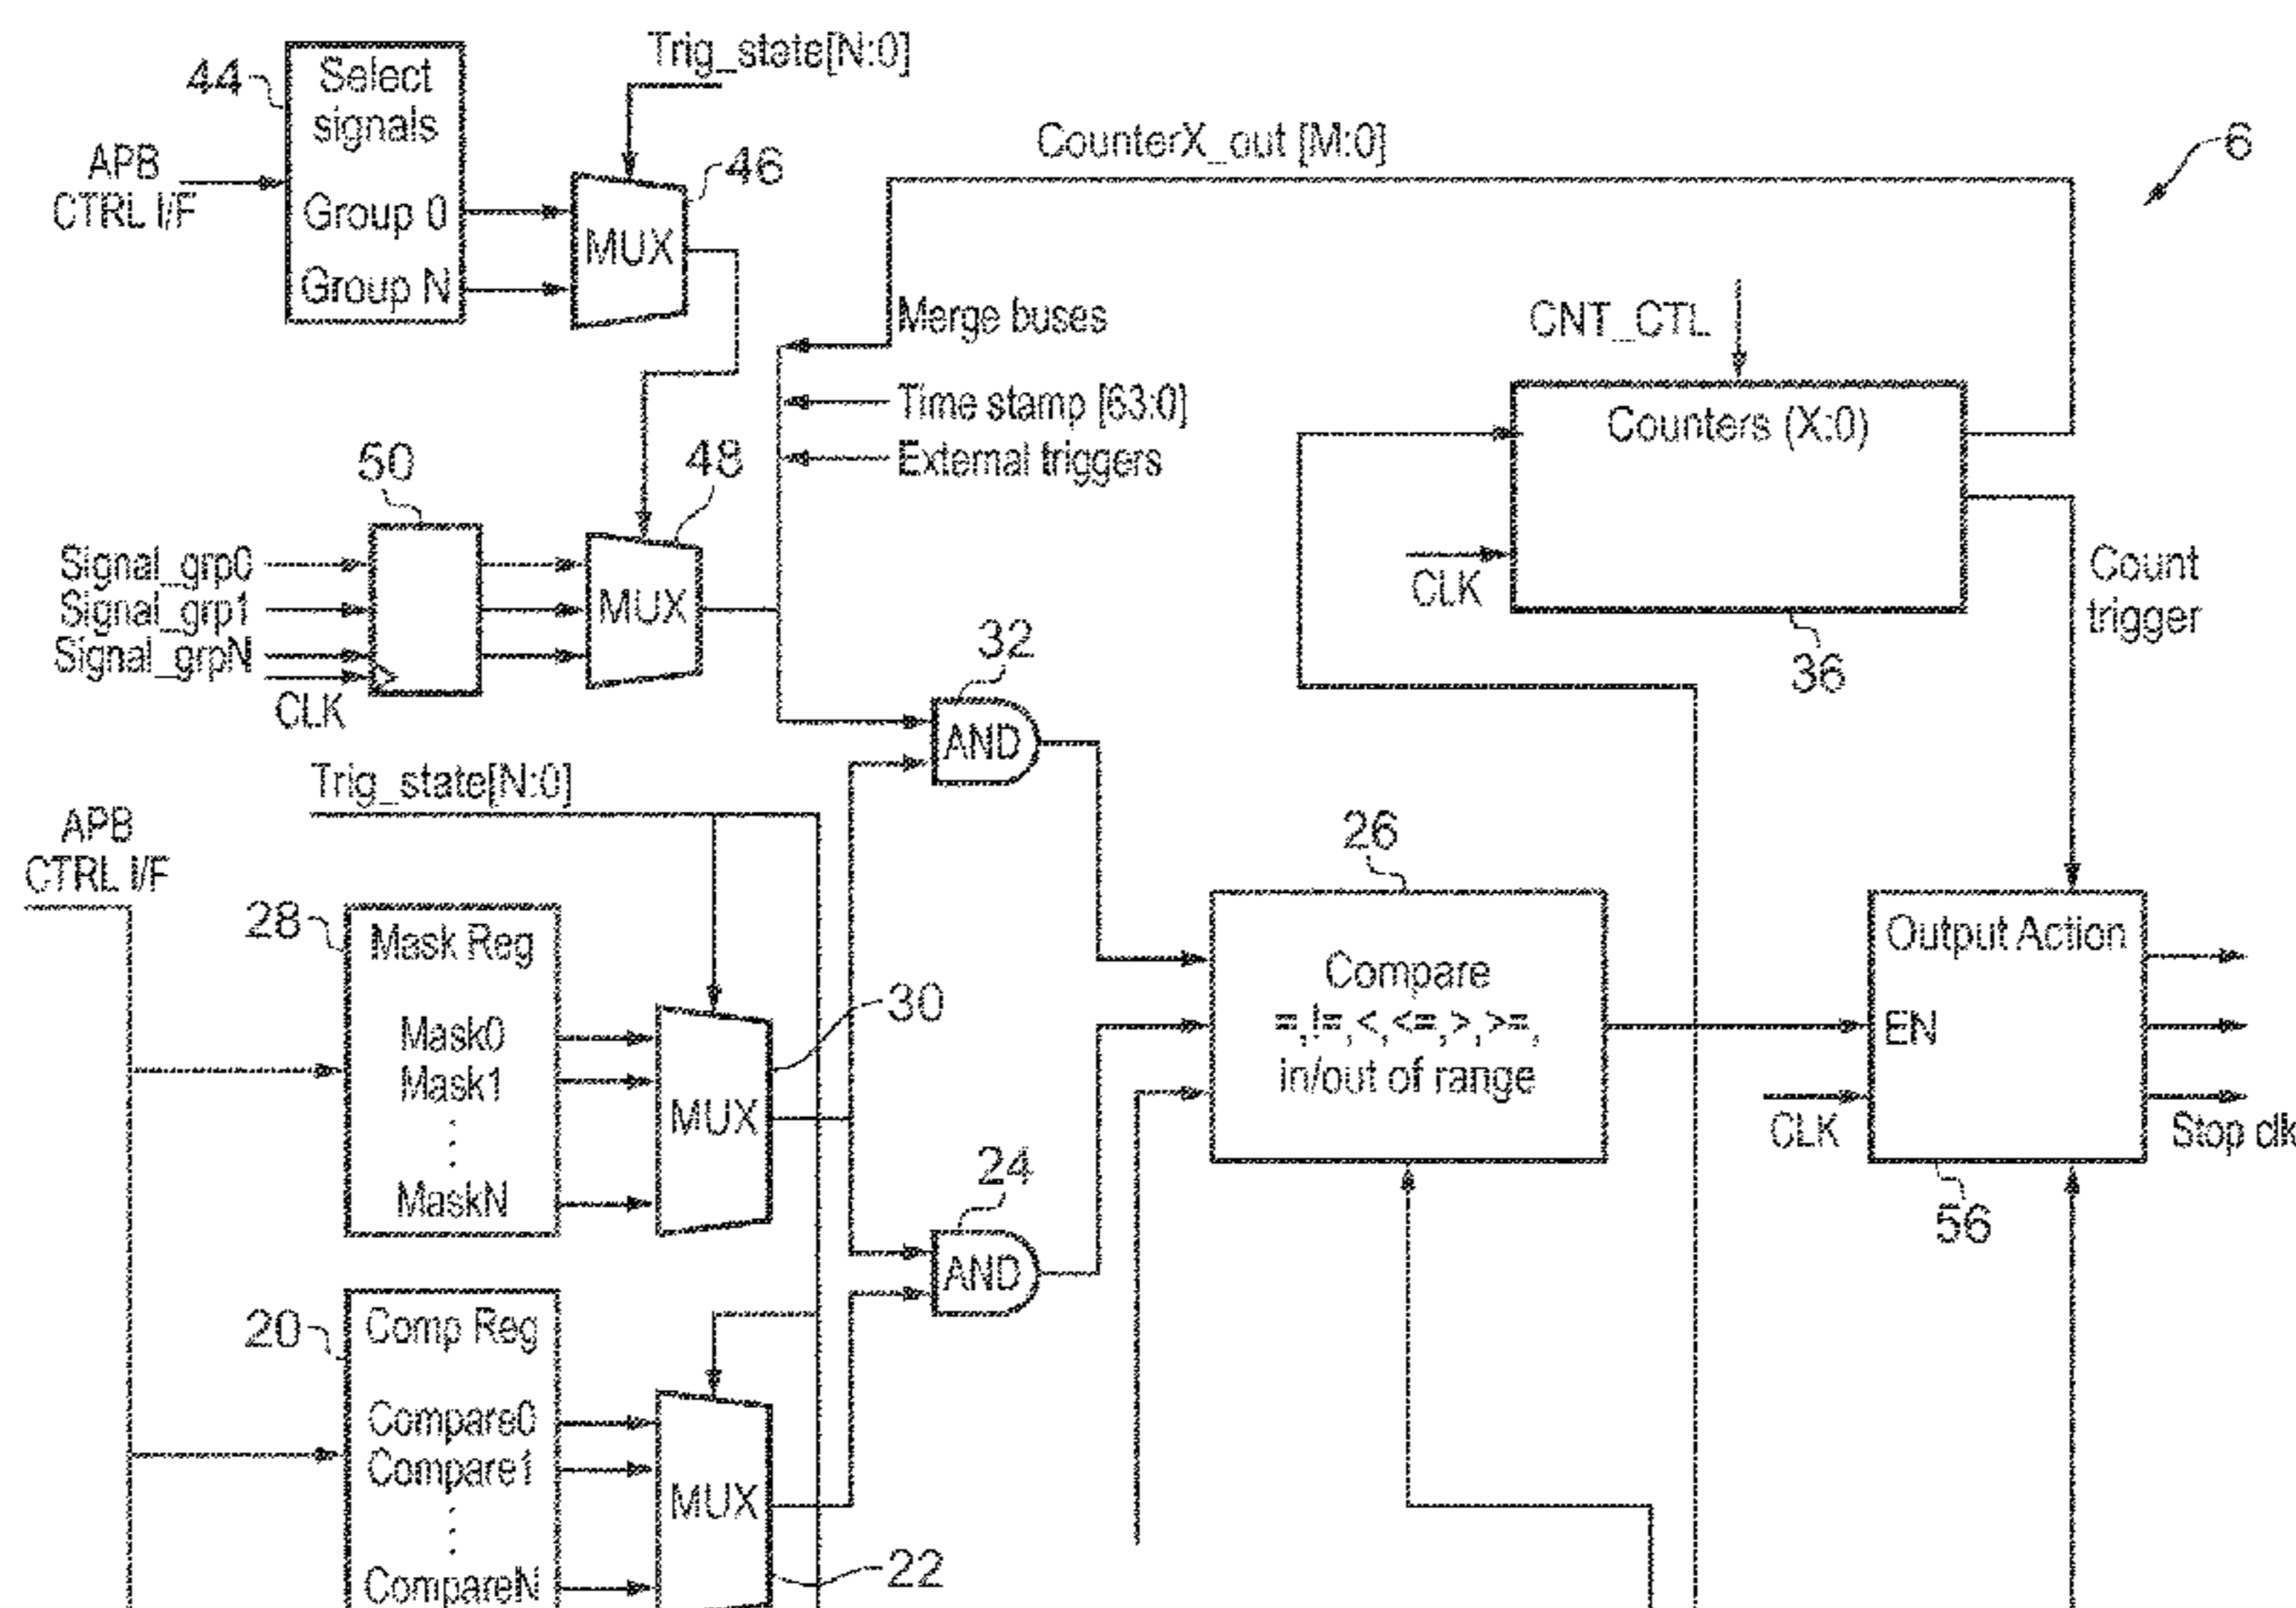 Trig_state[N:0]
44
Select
signals
APB
CTRL I/F
Group 0
Group N
MUX
46
CounterX_out [M:0]
6
Merge buses
Time stamp [63:0]
External triggers
CNT_CTL
Counters (X:0)
CLK
36
Count
trigger
50
48
Signal_grp0
Signal_grp1
Signal_grpN
CLK
MUX
32
AND
Trig_state[N:0]
APB
CTRL I/F
28
Mask Reg
Mask0
Mask1
MaskN
MUX
30
26
Compare
=,!=,<,<=,>,>=,
in/out of range
Output Action
EN
CLK
Stop clk
56
24
AND
20
Comp Reg
Compare0
Compare1
CompareN
MUX
22